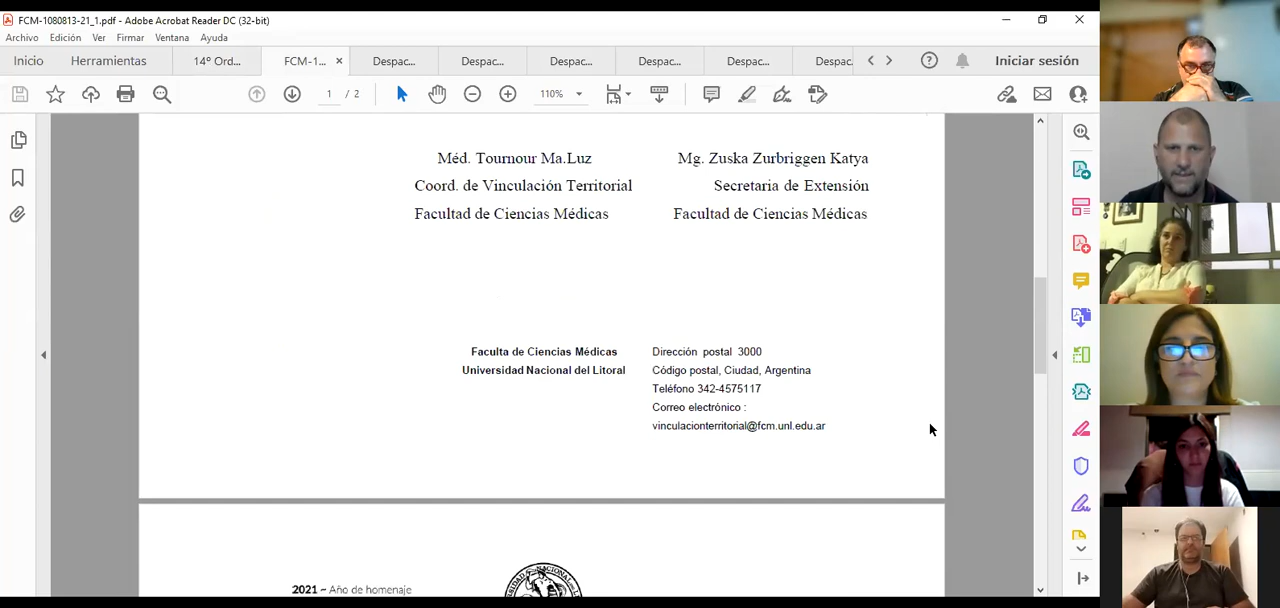 FCM-1080813-21_1.pdf - Adobe Acrobat Reader DC (32-bit)
Archivo Edición Ver Firmar Ventana Ayuda
Inicio Herramientas 14º Ord... FCM-1... Despac... Despac... Despac... Despac... Despac... Despac. Iniciar sesión
1 / 2 110%
Méd. Tournour Ma.Luz Mg. Zuska Zurbriggen Katya
Coord. de Vinculación Territorial Secretaria de Extensión
Facultad de Ciencias Médicas Facultad de Ciencias Médicas
Faculta de Ciencias Médicas Dirección postal 3000
Universidad Nacional del Litoral Código postal, Ciudad, Argentina
Teléfono 342-4575117
Correo electrónico :
vinculacionterritorial@fcm.unl.edu.ar
2021 ~ Año de homenaje